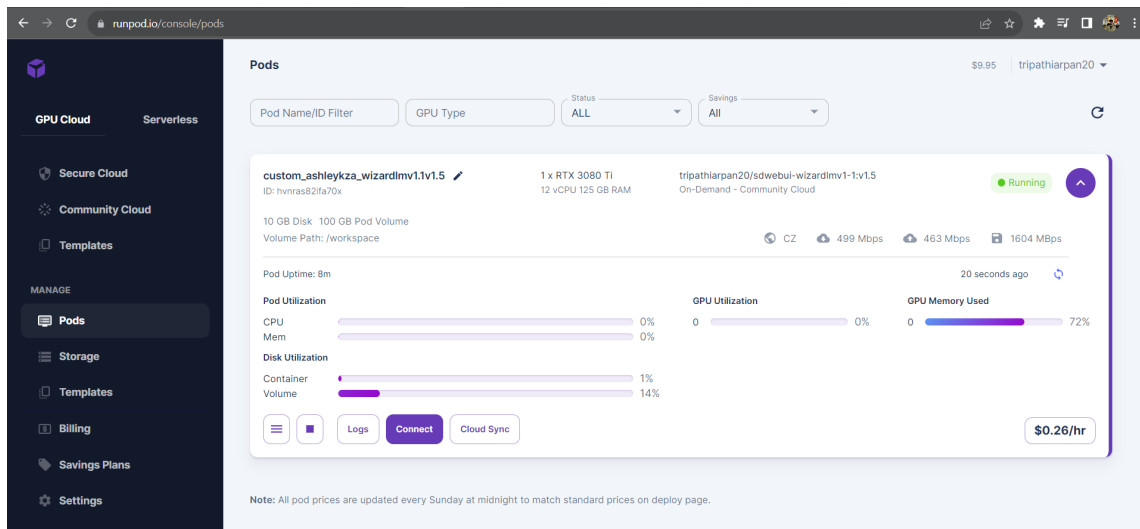 runpod.io/console/pods
Pods
$9.95
tripathiarpan20
GPU Cloud
Serverless
Secure Cloud
Community Cloud
Templates
MANAGE
Pods
Storage
Templates
Billing
Savings Plans
Settings
Pod Name/ID Filter
GPU Type
Status
ALL
Savings
All
custom_ashleykza_wizardlmv1.1v1.5
ID: hvnras82ifa70x
1 x RTX 3080 Ti
12 vCPU 125 GB RAM
tripathiarpan20/sdwebui-wizardlmv1-1:v1.5
On-Demand - Community Cloud
Running
10 GB Disk 100 GB Pod Volume
Volume Path: /workspace
CZ
499 Mbps
463 Mbps
1604 MBps
Pod Uptime: 8m
20 seconds ago
Pod Utilization
CPU 0%
Mem 0%
Disk Utilization
Container 1%
Volume 14%
GPU Utilization
0 0%
GPU Memory Used
0 72%
Logs
Connect
Cloud Sync
$0.26/hr
Note: All pod prices are updated every Sunday at midnight to match standard prices on deploy page.